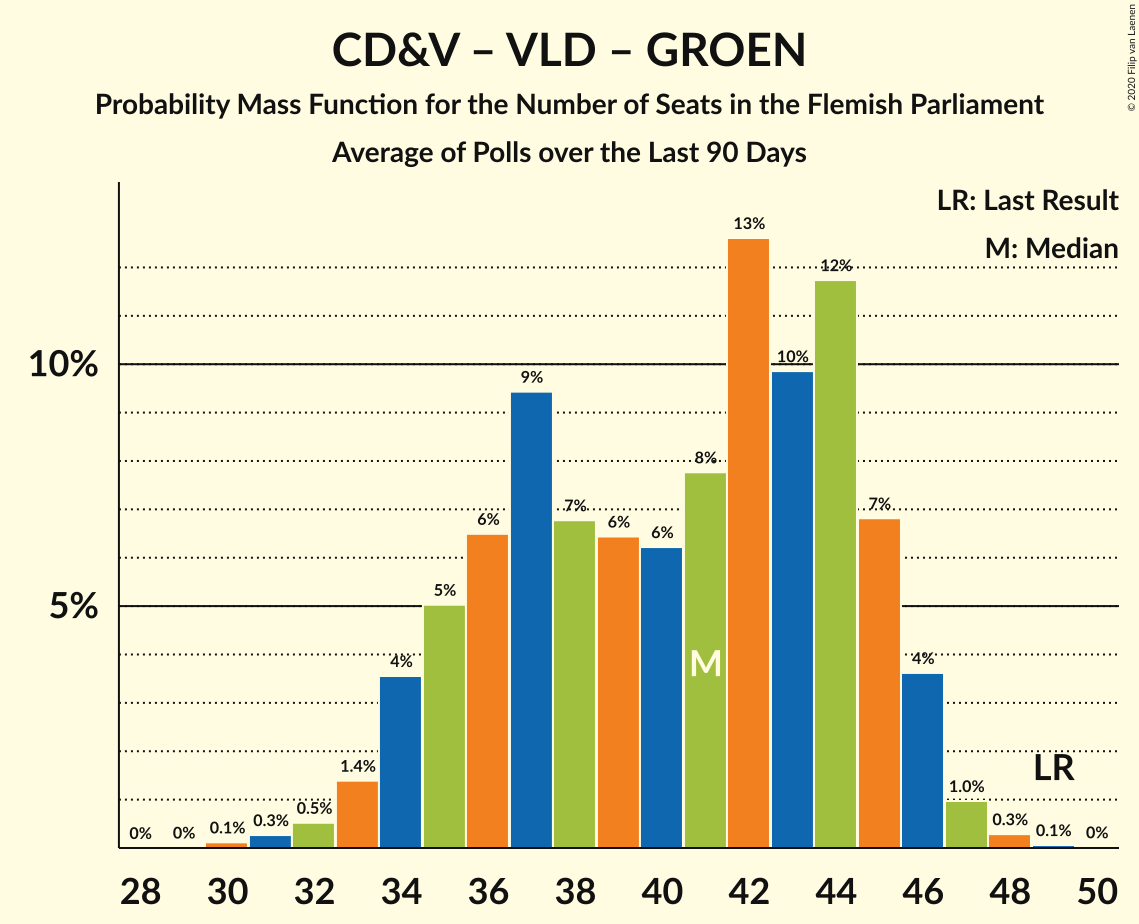 CD&V – VLD – GROEN
Probability Mass Function for the Number of Seats in the Flemish Parliament
Average of Polls over the Last 90 Days
© 2020 Filip van Laenen
LR: Last Result
M: Median
10%
5%
0%
0%
0.1%
0.3%
0.5%
1.4%
4%
5%
6%
9%
7%
6%
6%
8%
13%
10%
12%
7%
4%
1.0%
0.3%
0.1%
0%
M
LR
28 30 32 34 36 38 40 42 44 46 48 50